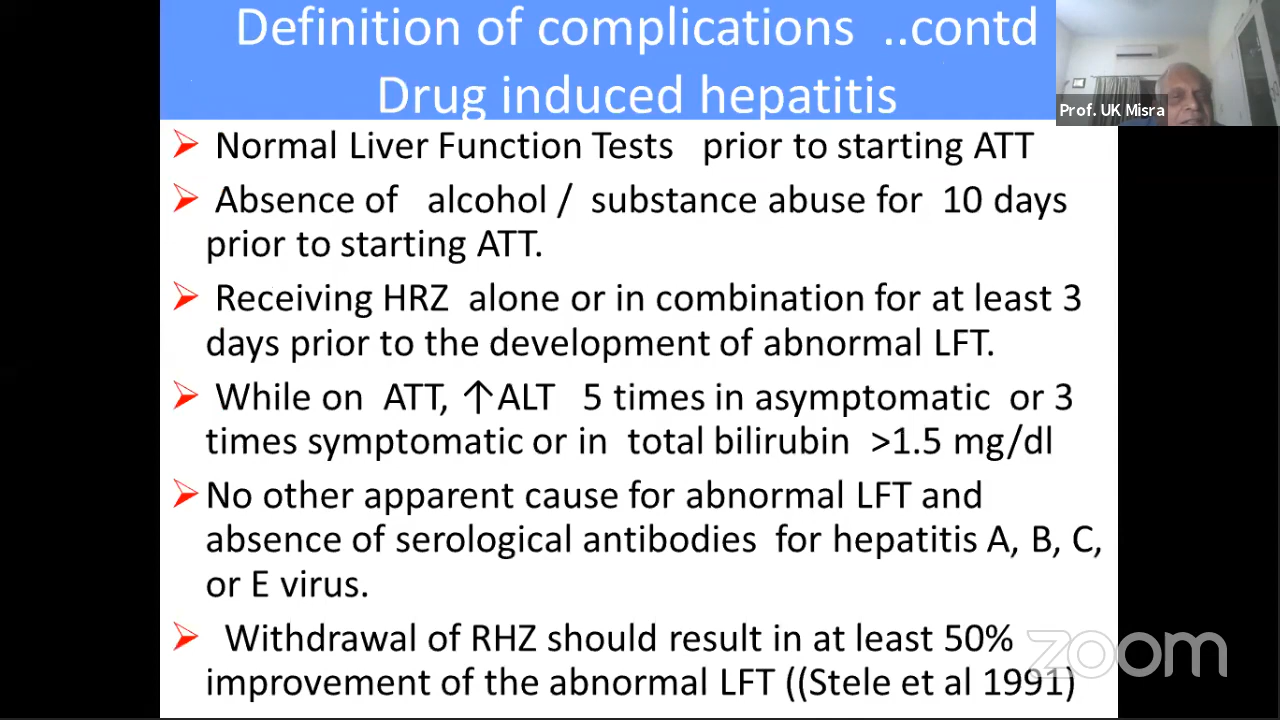 Definition of complications ..contd
Drug induced hepatitis
Prof. UK Misra
Normal Liver Function Tests prior to starting ATT
Absence of alcohol / substance abuse for 10 days
prior to starting ATT.
Receiving HRZ alone or in combination for at least 3
days prior to the development of abnormal LFT.
While on ATT, ↑ALT 5 times in asymptomatic or 3
times symptomatic or in total bilirubin >1.5 mg/dl
No other apparent cause for abnormal LFT and
absence of serological antibodies for hepatitis A, B, C,
or E virus.
Withdrawal of RHZ should result in at least 50%
improvement of the abnormal LFT ((Stele et al 1991)
zoom